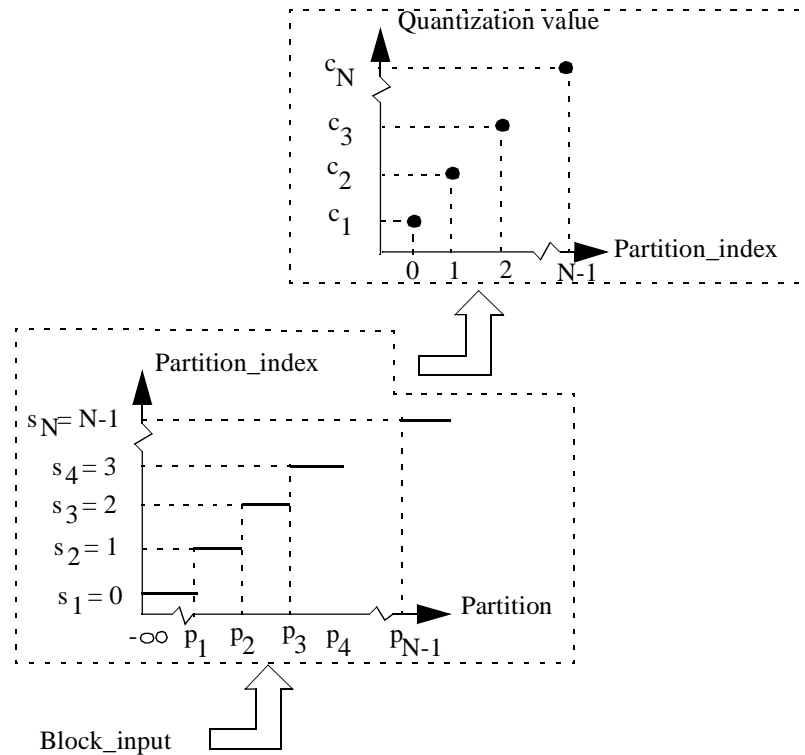 Quantization value
c_N
c_3
c_2
c_1
0 1 2 N-1
Partition_index
Partition_index
s_N = N-1
s_4 = 3
s_3 = 2
s_2 = 1
s_1 = 0
Partition
-∞ p_1 p_2 p_3 p_4 p_N-1
Block_input